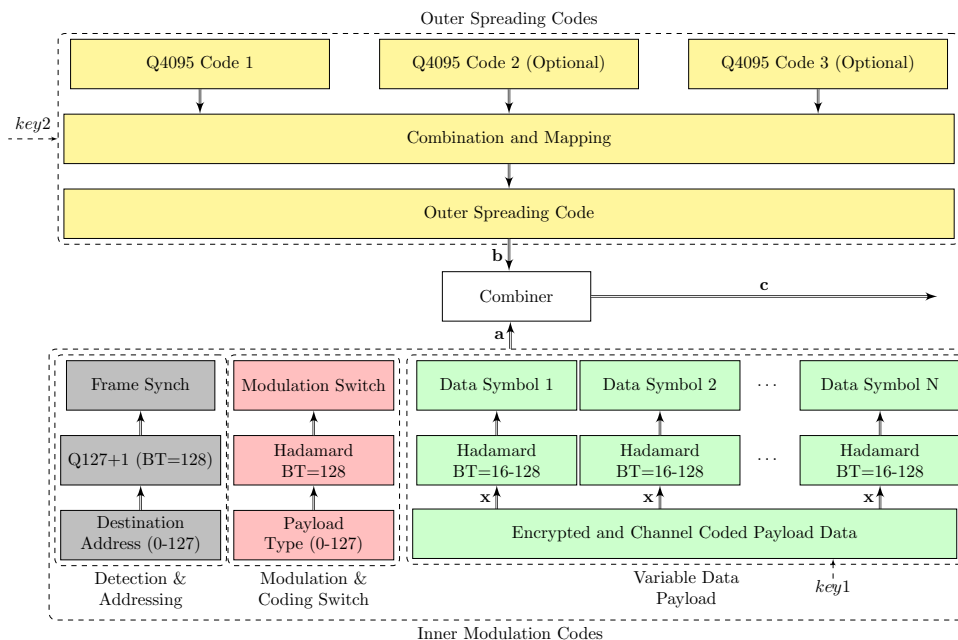 Outer Spreading Codes
Q4095 Code 1
Q4095 Code 2 (Optional)
Q4095 Code 3 (Optional)
key2
Combination and Mapping
Outer Spreading Code
b
Combiner
c
a
Frame Synch
Modulation Switch
Data Symbol 1
Data Symbol 2
...
Data Symbol N
Q127+1 (BT=128)
Hadamard
BT=128
Hadamard
BT=16-128
Hadamard
BT=16-128
...
Hadamard
BT=16-128
x
x
x
Destination
Address (0-127)
Payload
Type (0-127)
Encrypted and Channel Coded Payload Data
Detection &
Addressing
Modulation &
Coding Switch
Variable Data
Payload
key1
Inner Modulation Codes